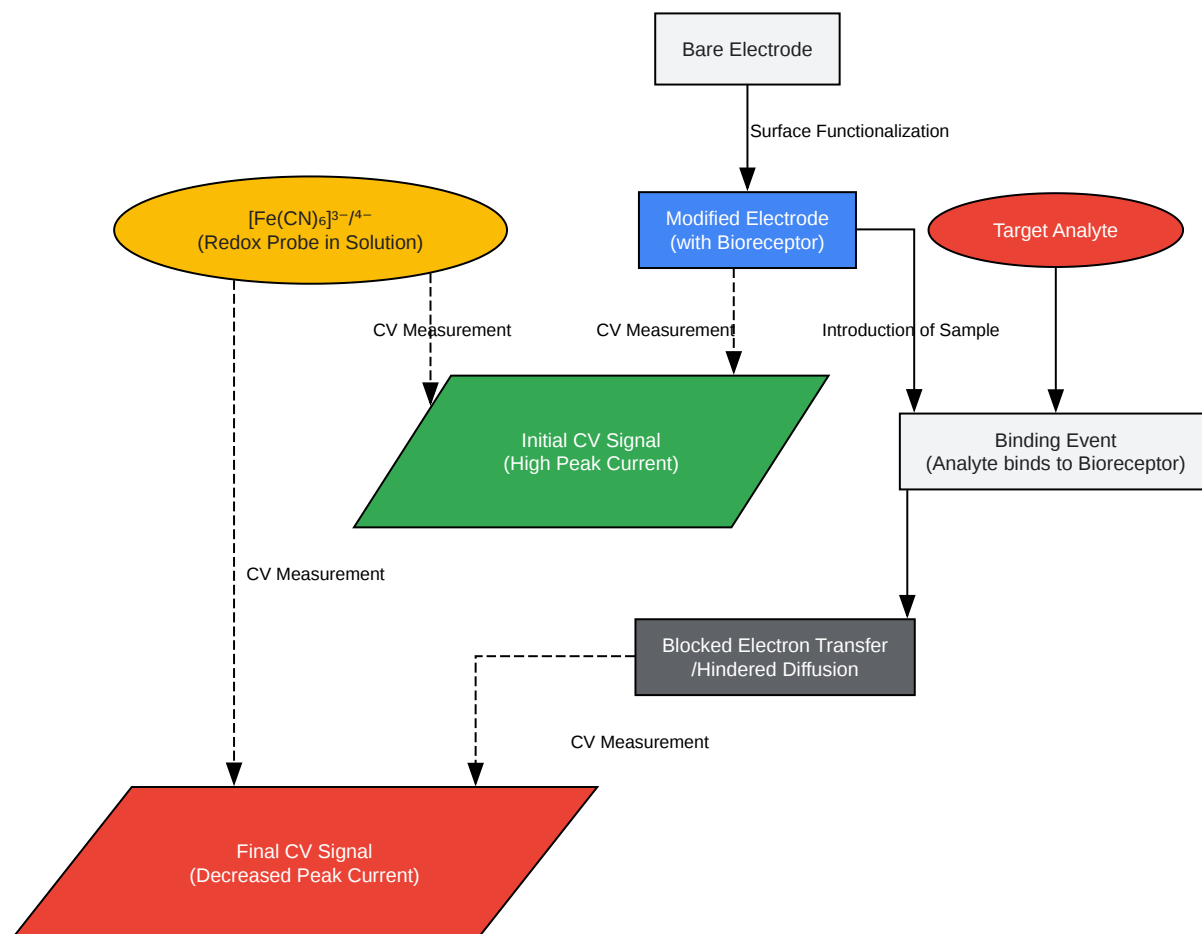 Bare Electrode
Surface Functionalization
[Fe(CN)₆]³⁻/⁴⁻
(Redox Probe in Solution)
Modified Electrode
(with Bioreceptor)
Target Analyte
CV Measurement
CV Measurement
Introduction of Sample
Initial CV Signal
(High Peak Current)
Binding Event
(Analyte binds to Bioreceptor)
CV Measurement
Blocked Electron Transfer
/Hindered Diffusion
CV Measurement
Final CV Signal
(Decreased Peak Current)